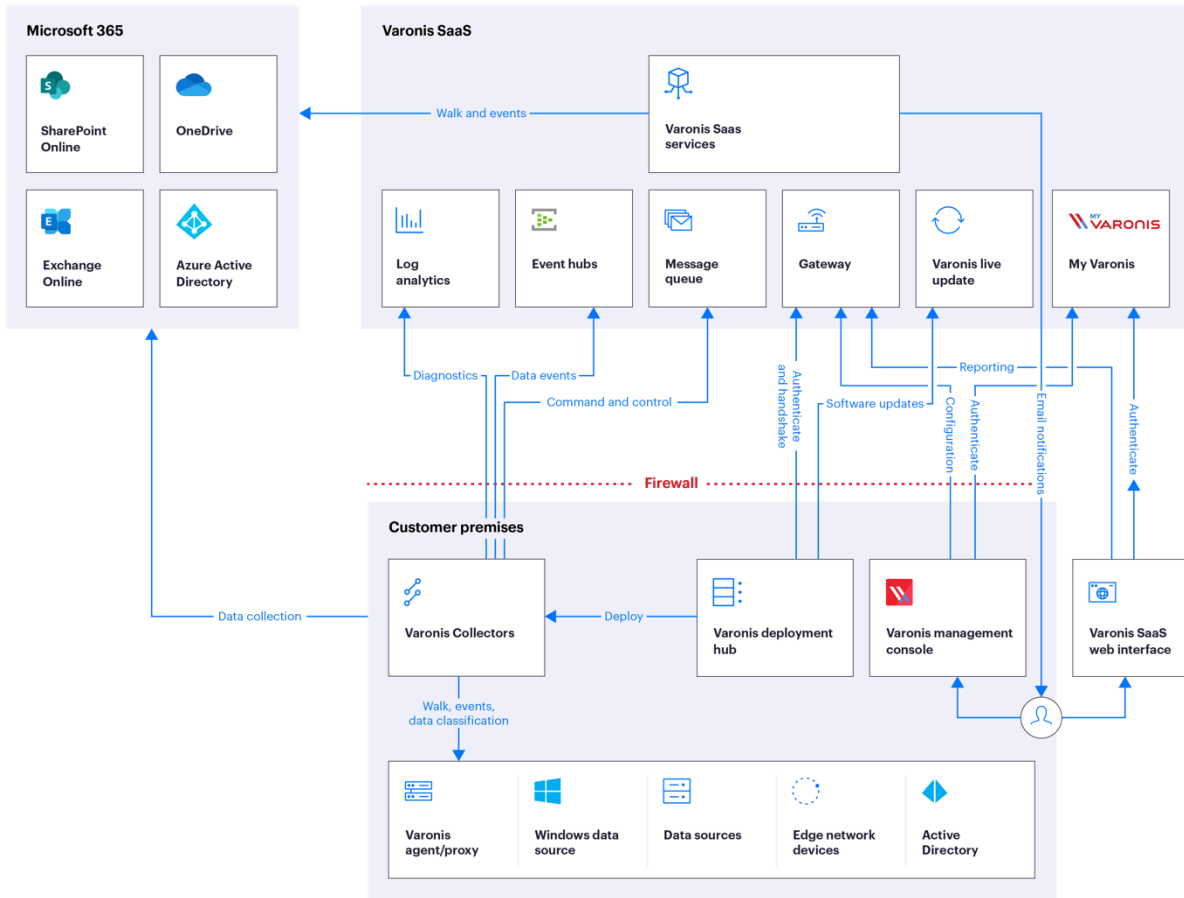 Microsoft 365
Varonis SaaS
SharePoint
Online
OneDrive
Exchange
Online
Azure Active
Directory
Walk and events
Varonis Saas
services
Log
analytics
Event hubs
Message
queue
Gateway
Varonis live
update
MY
VARONIS
My Varonis
Diagnostics
Data events
Command and control
Authenticate
and handshake
Software updates
Configuration
Authenticate
Reporting
Email notifications
Authenticate
Firewall
Customer premises
Varonis Collectors
Deploy
Varonis deployment
hub
Varonis management
console
Varonis SaaS
web interface
Data collection
Walk, events,
data classification
Varonis
agent/proxy
Windows data
source
Data sources
Edge network
devices
Active
Directory